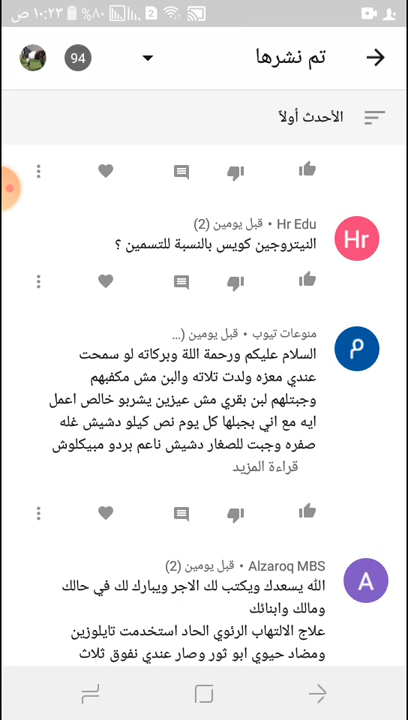 ١٠:٢٣ ص
٨٠%
2
تم نشرها
94
الأحدث أولاً
Hr Edu • قبل يومين (2)
Hr
النيتروجين كويس بالنسبة للتسمين ؟
منوعات تيوب • قبل يومين (...
م
السلام عليكم ورحمة اللة وبركاته لو سمحت
عندي معزه ولدت تلاته والبن مش مكفبهم
وجبتلهم لبن بقري مش عيزين يشربو خالص اعمل
ايه مع اني بجبلها كل يوم نص كيلو دشيش غله
صفره وجبت للصغار دشيش ناعم بردو مبيكلوش
قراءة المزيد
Alzaroq MBS • قبل يومين (2)
A
الله يسعدك ويكتب لك الاجر ويبارك لك في حالك
ومالك وابنائك
علاج الالتهاب الرئوي الحاد استخدمت تايلوزين
ومضاد حيوي ابو ثور وصار عندي نفوق ثلاث